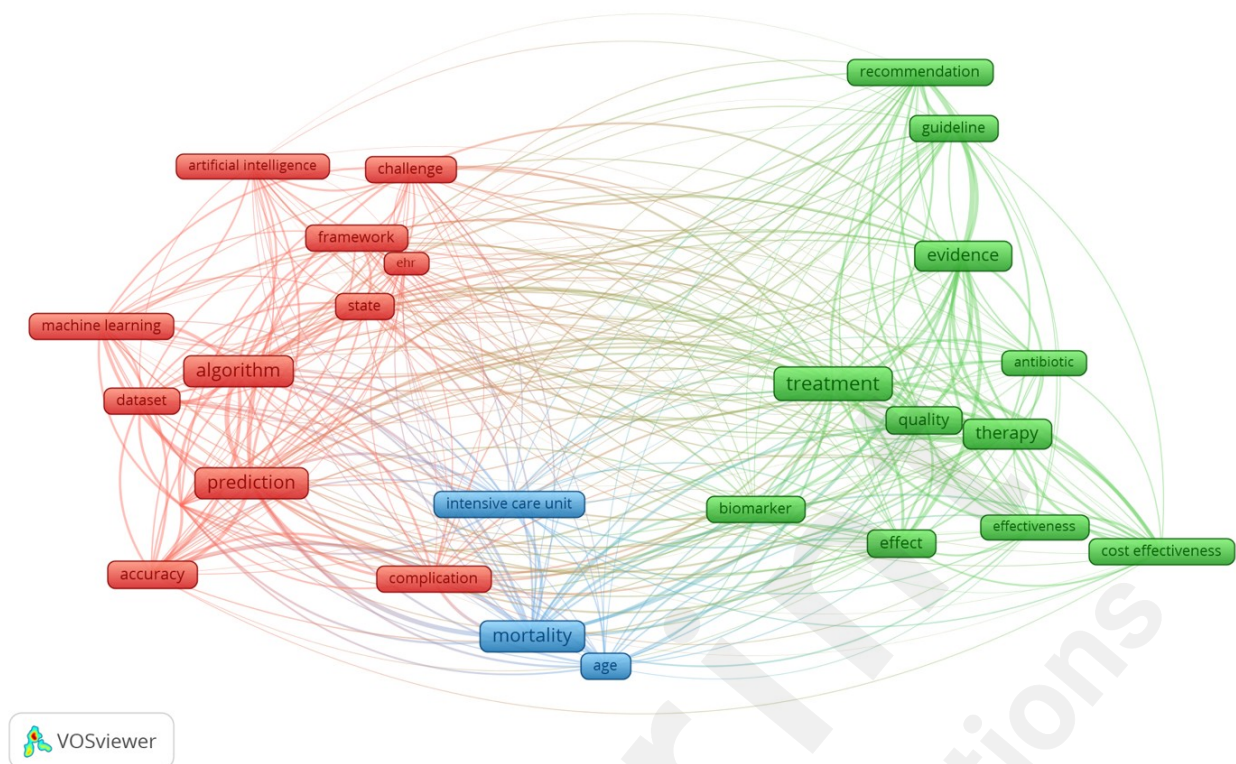 recommendation
guideline
artificial intelligence
challenge
framework
evidence
ehr
state
machine learning
antibiotic
algorithm
treatment
dataset
quality
therapy
prediction
intensive care unit
biomarker
effectiveness
effect
cost effectiveness
accuracy
complication
mortality
age
VOSviewer